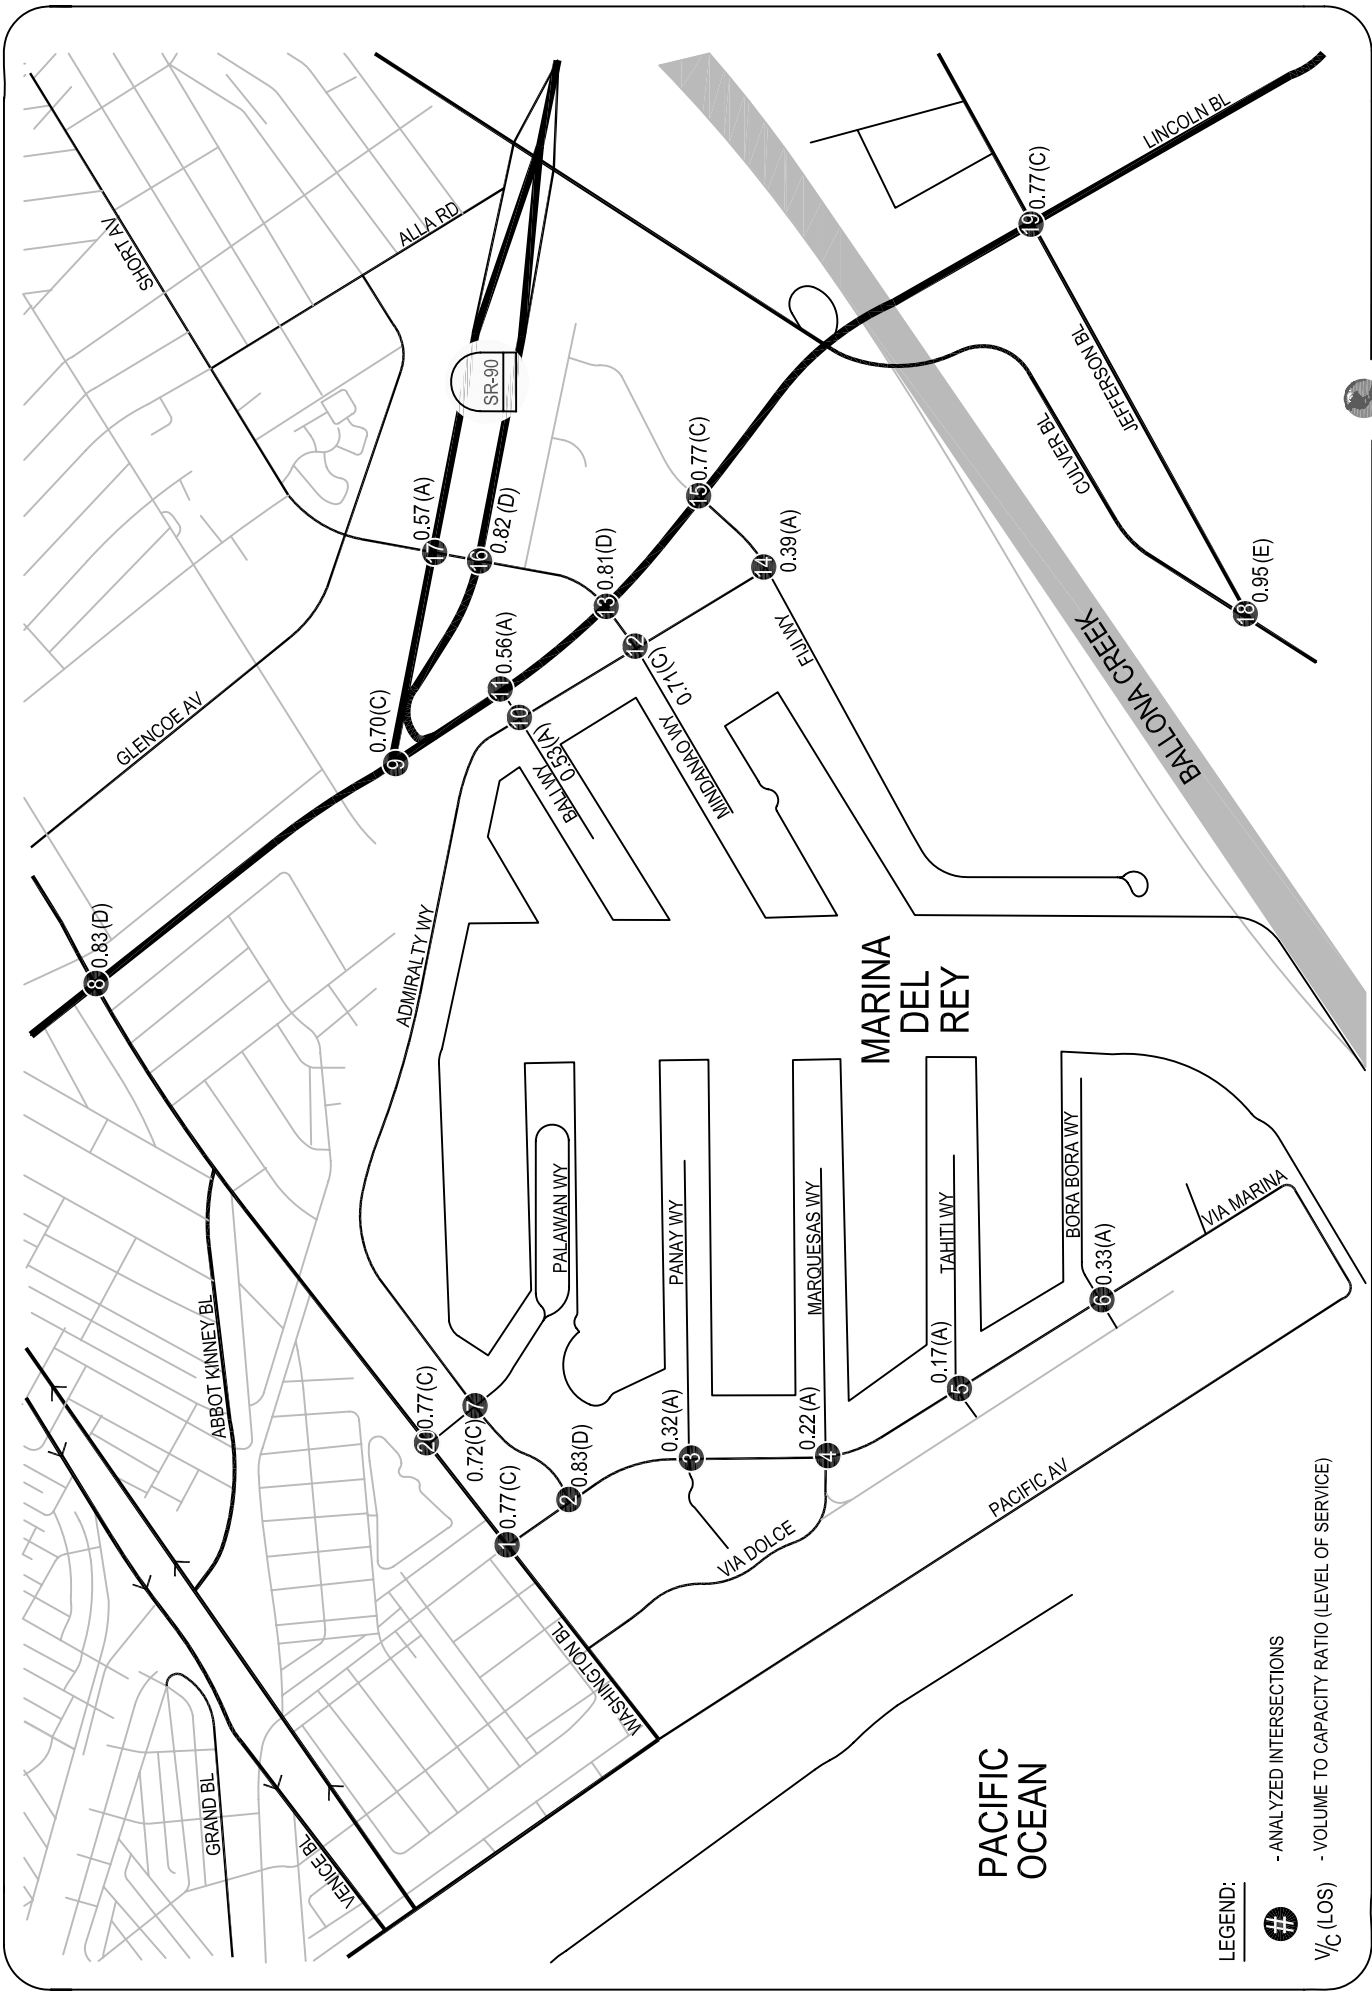 SHORT AV
ALLA RD
SR-90
LINCOLN BL
19 0.77(C)
JEFFERSON BL
CULVER BL
17 0.57 (A)
16 0.82 (D)
15 0.77(C)
14 0.39(A)
18 0.95 (E)
13 0.81(D)
12 0.71(C)
11 0.56(A)
10 0.53(A)
9 0.70(C)
8 0.83(D)
GLENCOE AV
FIJI WY
MINDANAO WY
BALI WY
BALLONA CREEK
ADMIRALTY WY
MARINA
DEL
REY
PALAWAN WY
PANAY WY
MARQUESAS WY
TAHITI WY
BORA BORA WY
VIA MARINA
ABBOT KINNEY BL
20 0.77(C)
7 0.72(C)
1 0.77(C)
2 0.83(D)
3 0.32(A)
4 0.22(A)
5 0.17(A)
6 0.33(A)
VIA DOLCE
PACIFIC AV
WASHINGTON BL
GRAND BL
VENICE BL
PACIFIC
OCEAN
LEGEND:
# - ANALYZED INTERSECTIONS
V/C (LOS) - VOLUME TO CAPACITY RATIO (LEVEL OF SERVICE)